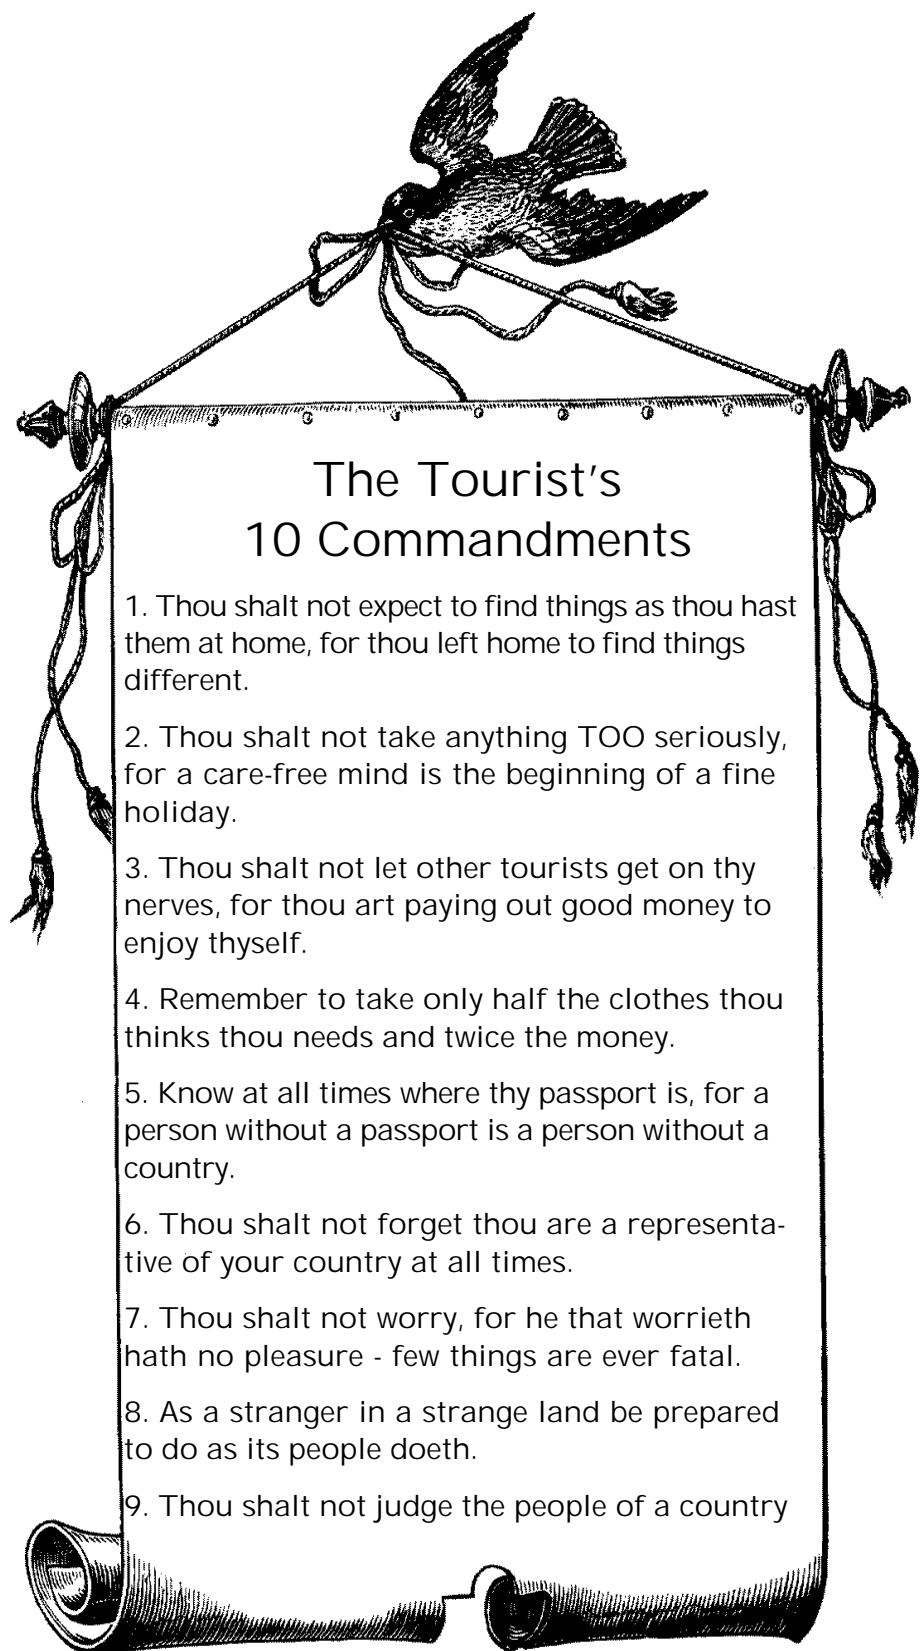 The Tourist's
10 Commandments
1. Thou shalt not expect to find things as thou hast
them at home, for thou left home to find things
different.
2. Thou shalt not take anything TOO seriously,
for a care-free mind is the beginning of a fine
holiday.
3. Thou shalt not let other tourists get on thy
nerves, for thou art paying out good money to
enjoy thyself.
4. Remember to take only half the clothes thou
thinks thou needs and twice the money.
5. Know at all times where thy passport is, for a
person without a passport is a person without a
country.
6. Thou shalt not forget thou are a representa-
tive of your country at all times.
7. Thou shalt not worry, for he that worrieth
hath no pleasure - few things are ever fatal.
8. As a stranger in a strange land be prepared
to do as its people doeth.
9. Thou shalt not judge the people of a country